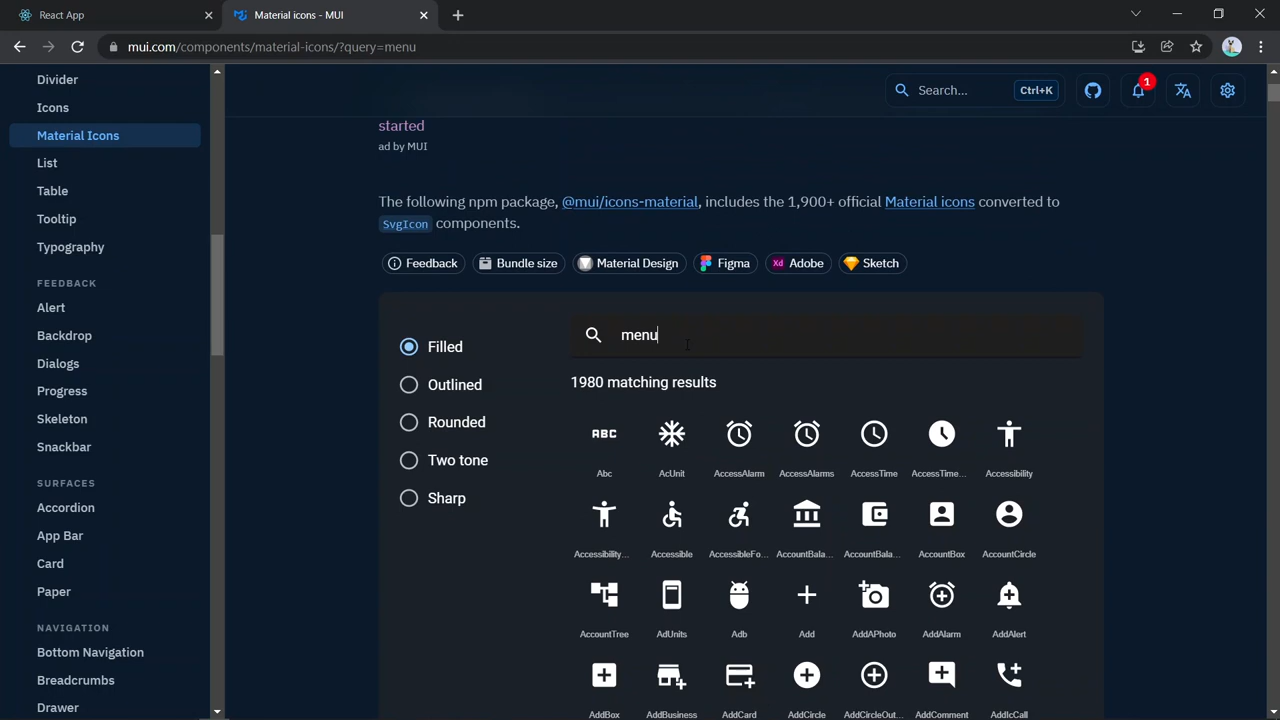 React App
Material icons - MUI
mui.com/components/material-icons/?query=menu
Divider
Icons
Material Icons
List
Table
Tooltip
Typography
FEEDBACK
Alert
Backdrop
Dialogs
Progress
Skeleton
Snackbar
SURFACES
Accordion
App Bar
Card
Paper
NAVIGATION
Bottom Navigation
Breadcrumbs
Drawer
Search... Ctrl+K
1
started
ad by MUI
The following npm package, @mui/icons-material, includes the 1,900+ official Material icons converted to
SvgIcon components.
Feedback Bundle size Material Design Figma Xd Adobe Sketch
Filled
Outlined
Rounded
Two tone
Sharp
menu
1980 matching results
ABC
Abc AcUnit AccessAlarm AccessAlarms AccessTime AccessTime... Accessibility
Accessibility... Accessible AccessibleFo... AccountBala... AccountBala... AccountBox AccountCircle
AccountTree AdUnits Adb Add AddAPhoto AddAlarm AddAlert
AddBox AddBusiness AddCard AddCircle AddCircleOut... AddComment AddIcCall